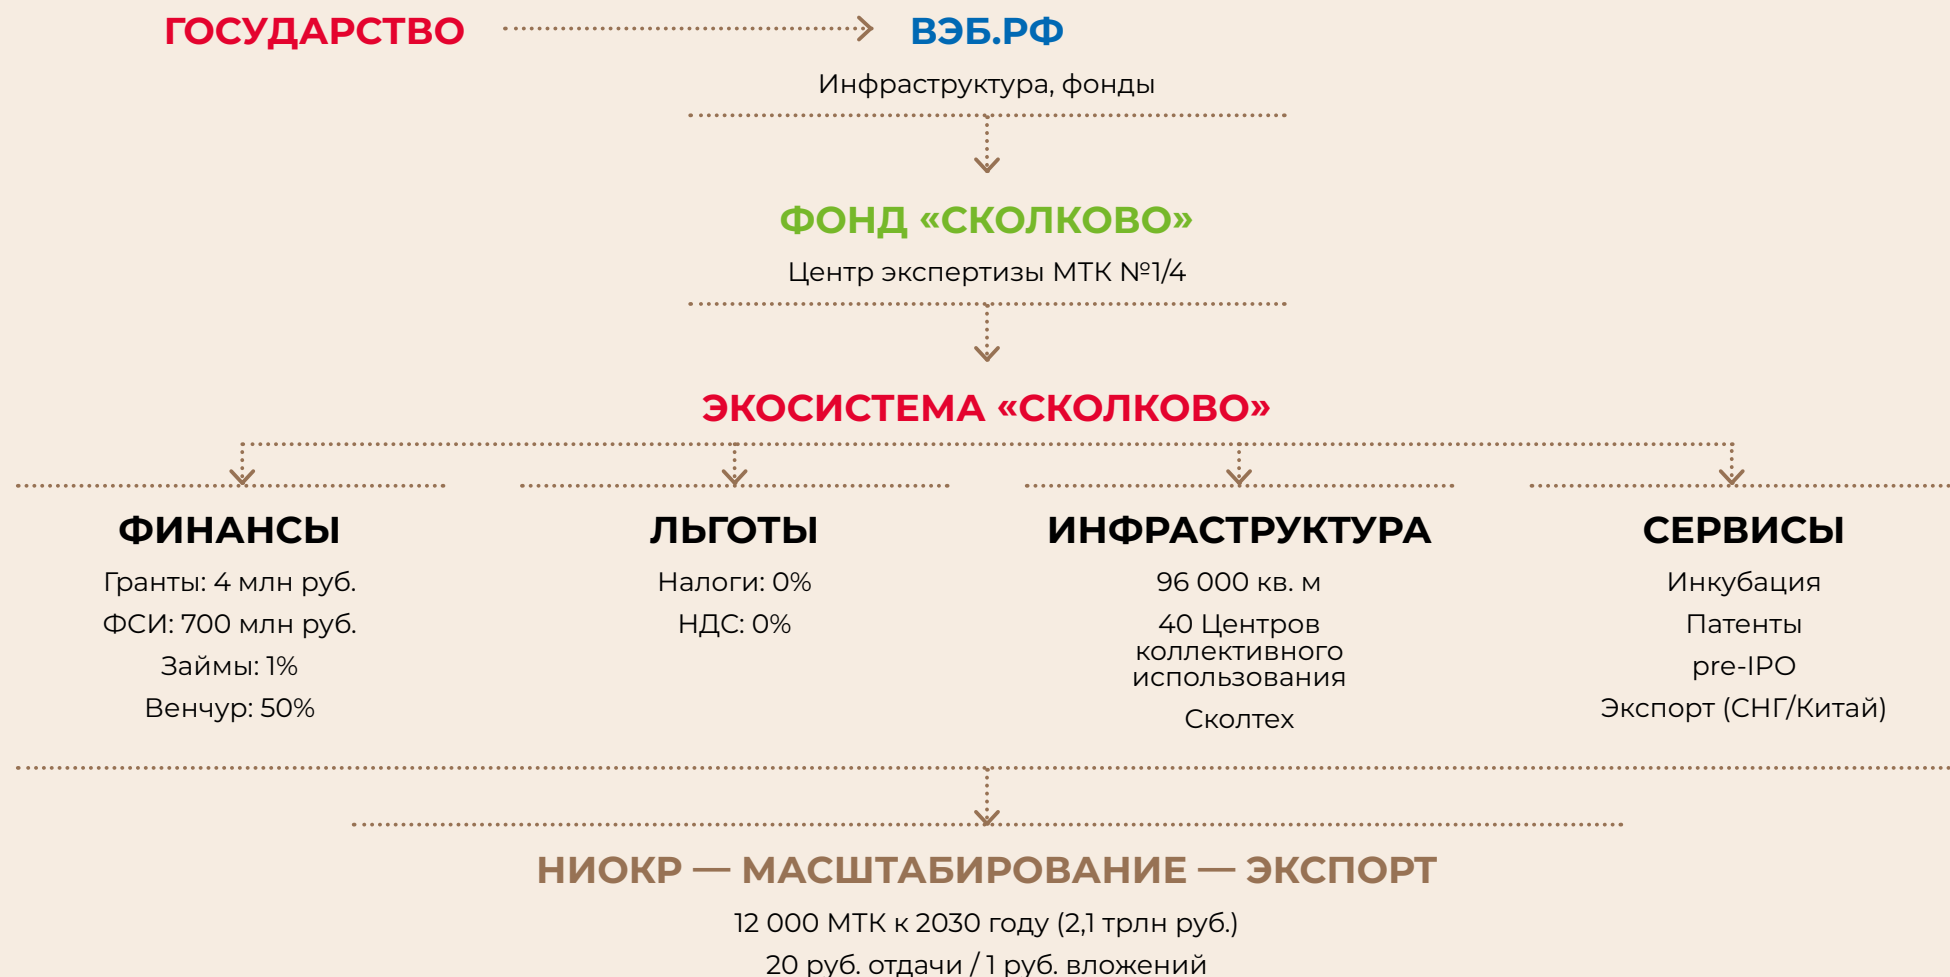 ГОСУДАРСТВО
ВЭБ.РФ
Инфраструктура, фонды
ФОНД «СКОЛКОВО»
Центр экспертизы МТК №1/4
ЭКОСИСТЕМА «СКОЛКОВО»
ФИНАНСЫ
Гранты: 4 млн руб.
ФСИ: 700 млн руб.
Займы: 1%
Венчур: 50%
ЛЬГОТЫ
Налоги: 0%
НДС: 0%
ИНФРАСТРУКТУРА
96 000 кв. м
40 Центров
коллективного
использования
Сколтех
СЕРВИСЫ
Инкубация
Патенты
pre-IPO
Экспорт (СНГ/Китай)
НИОКР — МАСШТАБИРОВАНИЕ — ЭКСПОРТ
12 000 МТК к 2030 году (2,1 трлн руб.)
20 руб. отдачи / 1 руб. вложений